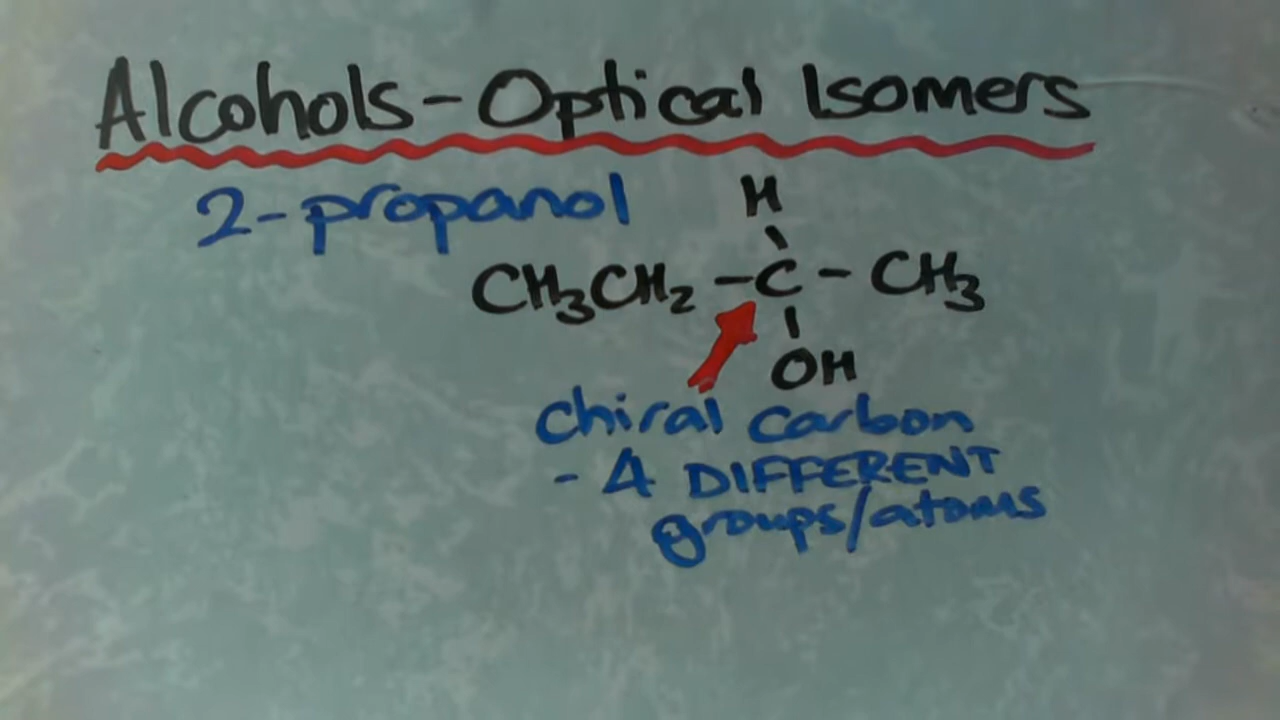 Alcohols - Optical Isomers
2-propanol
H
CH₃CH₂ - C - CH₃
OH
chiral carbon
- 4 DIFFERENT
groups/atoms